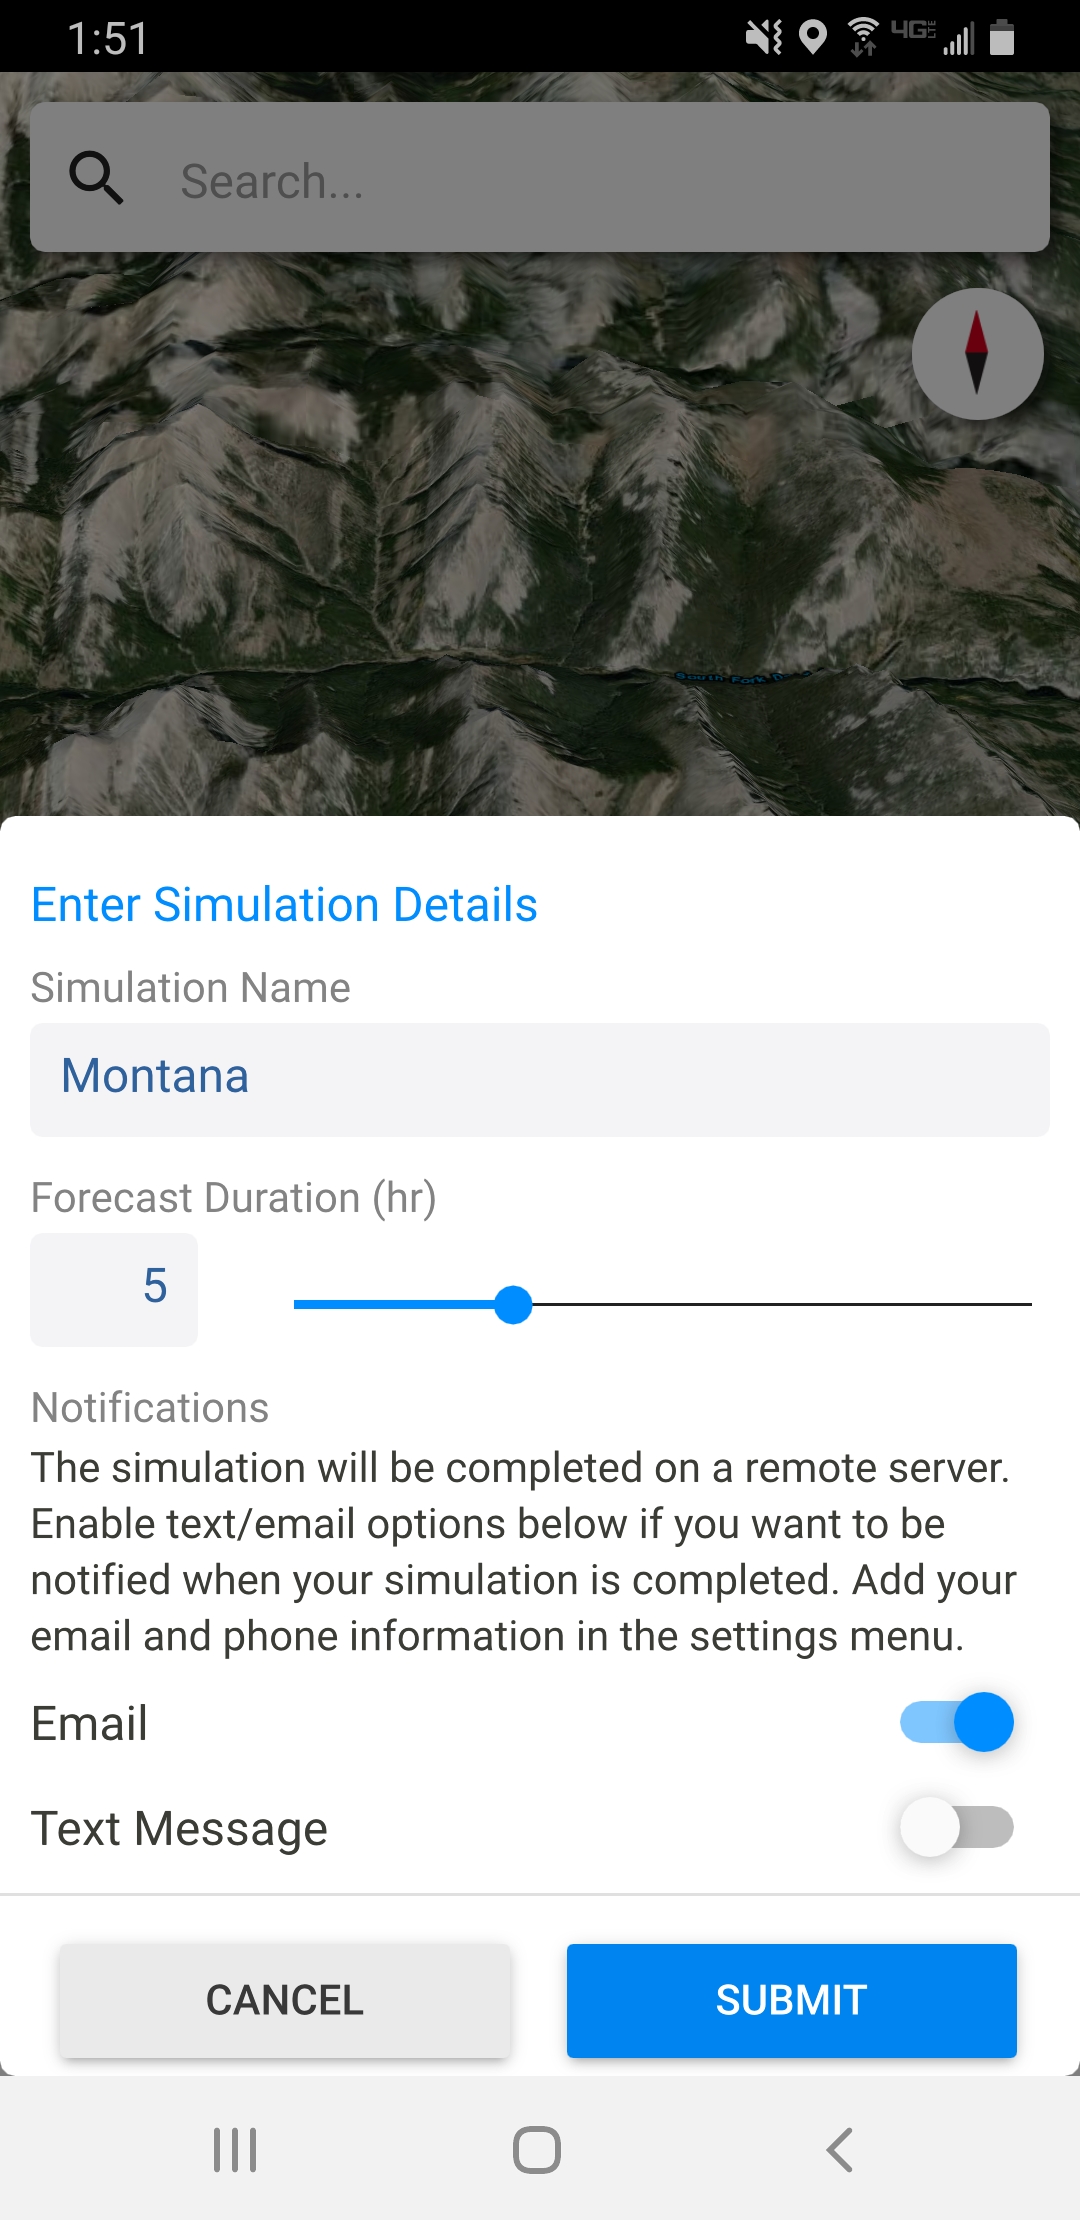 1:51
4G LTE
Search...
South Fork
Enter Simulation Details
Simulation Name
Montana
Forecast Duration (hr)
5
Notifications
The simulation will be completed on a remote server.
Enable text/email options below if you want to be
notified when your simulation is completed. Add your
email and phone information in the settings menu.
Email
Text Message
CANCEL SUBMIT